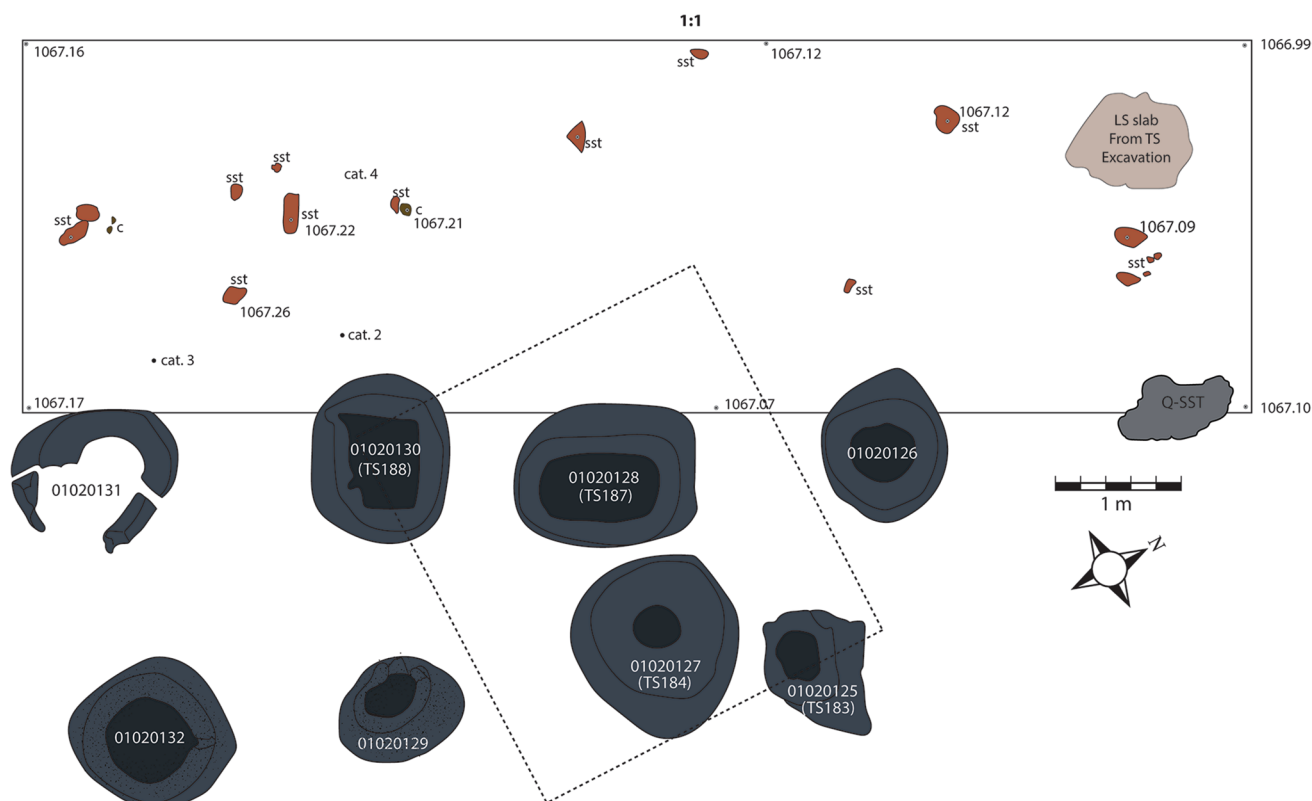 1:1
1067.16
1067.12
1066.99
sst
1067.12
sst
sst
LS slab
From TS
Excavation
sst
cat. 4
sst
sst
sst
1067.22
c
1067.21
sst
c
1067.09
sst
sst
1067.26
sst
cat. 2
cat. 3
1067.17
1067.07
Q-SST
1067.10
01020131
01020130
(TS188)
01020128
(TS187)
01020126
1 m
N
01020127
(TS184)
01020125
(TS183)
01020132
01020129